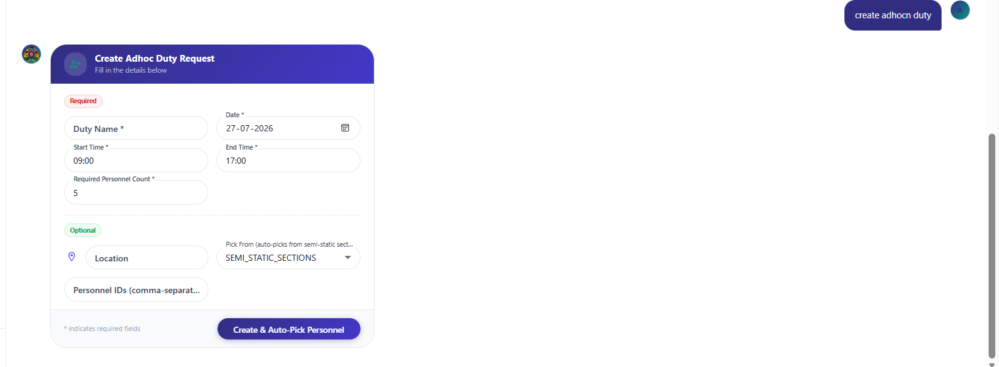 create adhocn duty
A
Create Adhoc Duty Request
Fill in the details below
Required
Duty Name *
Date *
27-07-2026
Start Time *
09:00
End Time *
17:00
Required Personnel Count *
5
Optional
Location
Pick From (auto-picks from semi-static sect...
SEMI_STATIC_SECTIONS
Personnel IDs (comma-separat...
* indicates required fields
Create & Auto-Pick Personnel